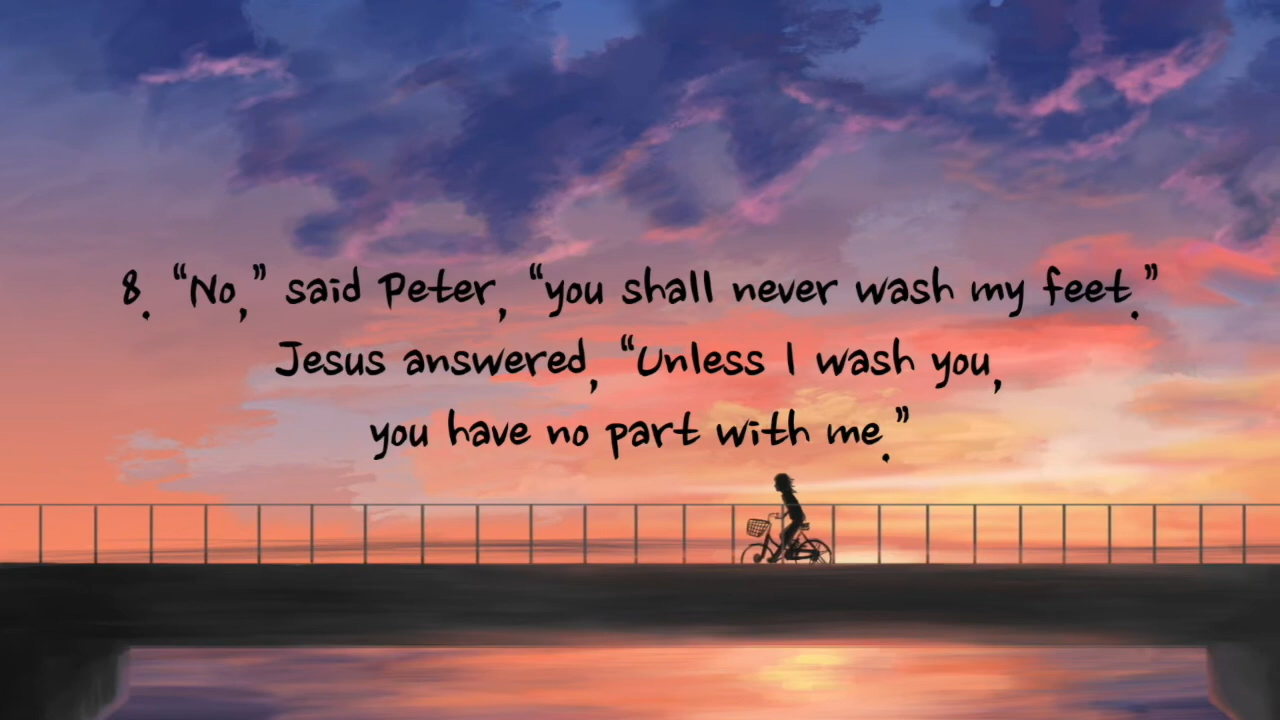 8. “No,” said Peter, “you shall never wash my feet.”
Jesus answered, “Unless I wash you,
you have no part with me.”